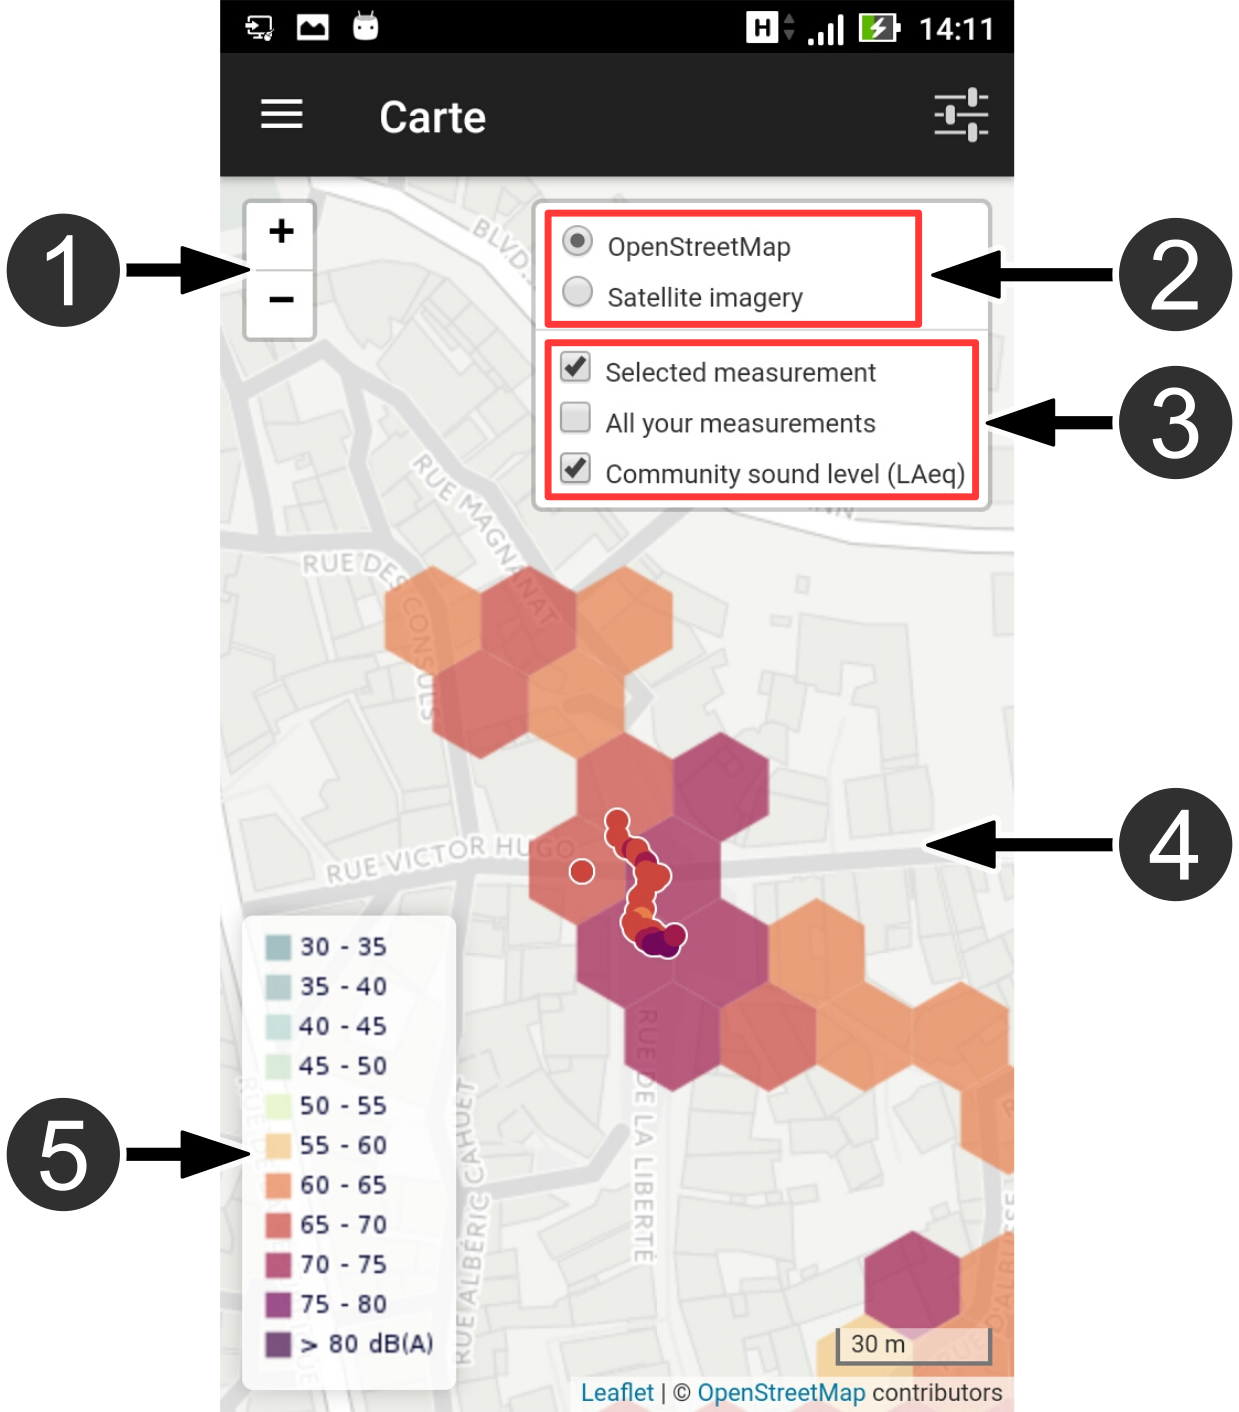 H 14:11
Carte
1
+
−
2
OpenStreetMap
Satellite imagery
3
Selected measurement
All your measurements
Community sound level (LAeq)
BLVD...
RUE MAGNANAT
RUE DES CONSULS
RUE VICTOR HUGO
4
5
30 - 35
35 - 40
40 - 45
45 - 50
50 - 55
55 - 60
60 - 65
65 - 70
70 - 75
75 - 80
> 80 dB(A)
RUE ALBÉRIC CAHUET
RUE DE LA LIBERTÉ
30 m
Leaflet | © OpenStreetMap contributors